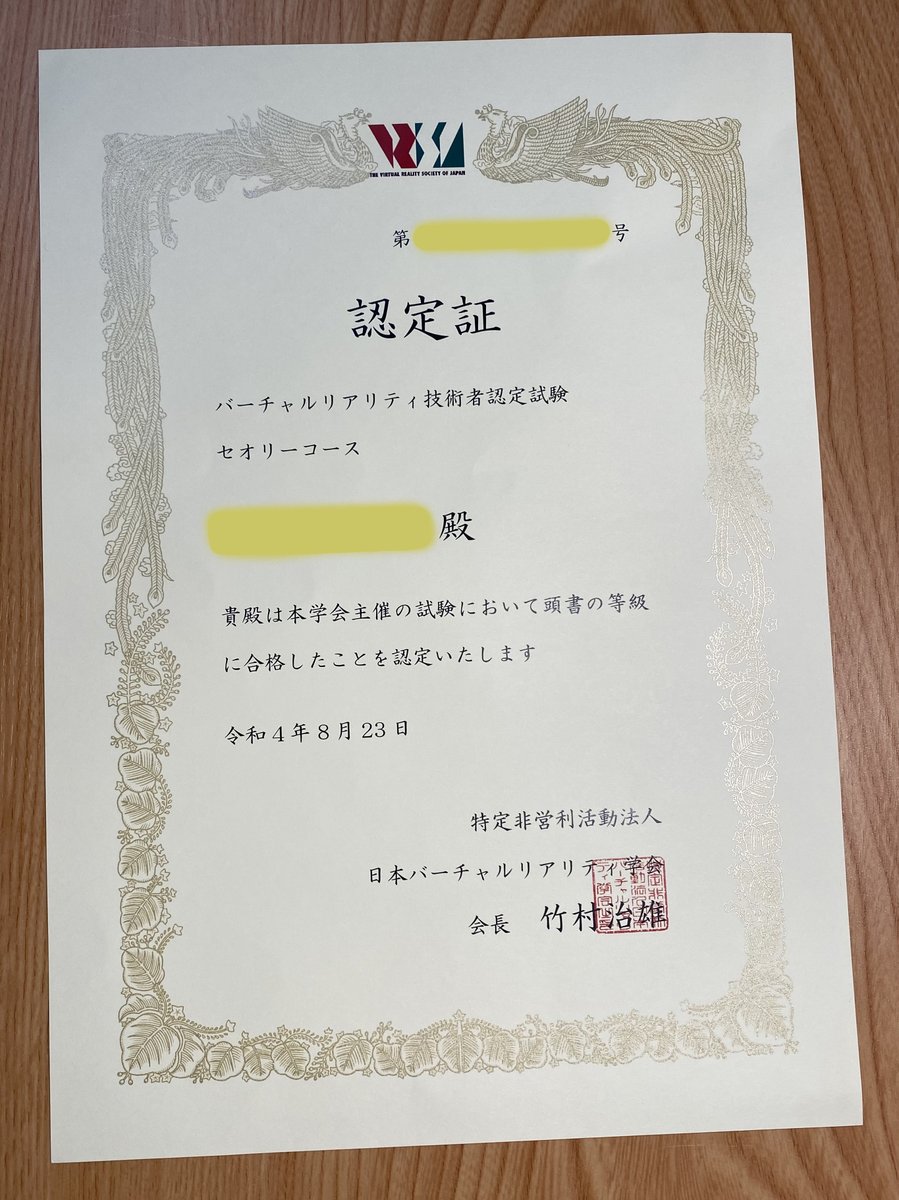 VRSJ
THE VIRTUAL REALITY SOCIETY OF JAPAN
第 号
認定証
バーチャルリアリティ技術者認定試験
セオリーコース
殿
貴殿は本学会主催の試験において頭書の等級
に合格したことを認定いたします
令和4年8月23日
特定非営利活動法人
日本バーチャルリアリティ学会
会長 竹村治雄